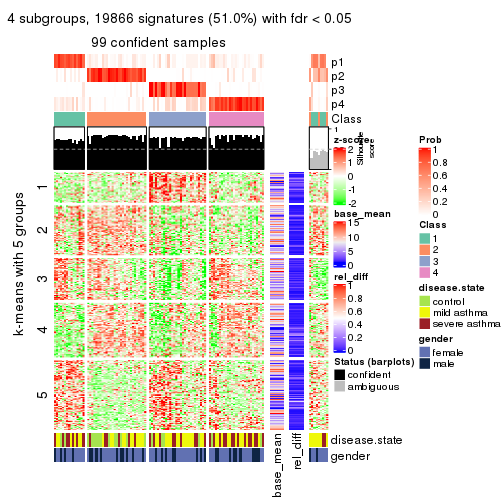 4 subgroups, 19866 signatures (51.0%) with fdr < 0.05
99 confident samples
p1
p2
p3
p4
Class
1
z-score
2
1
0
-1
-2
silhouette
score
k-means with 5 groups
1
2
3
4
5
base_mean
15
10
5
0
rel_diff
1
0.8
0.6
0.4
0.2
0
Status (barplots)
confident
ambiguous
Prob
1
0.8
0.6
0.4
0.2
0
Class
1
2
3
4
disease.state
control
mild asthma
severe asthma
gender
female
male
disease.state
gender
base_mean
rel_diff